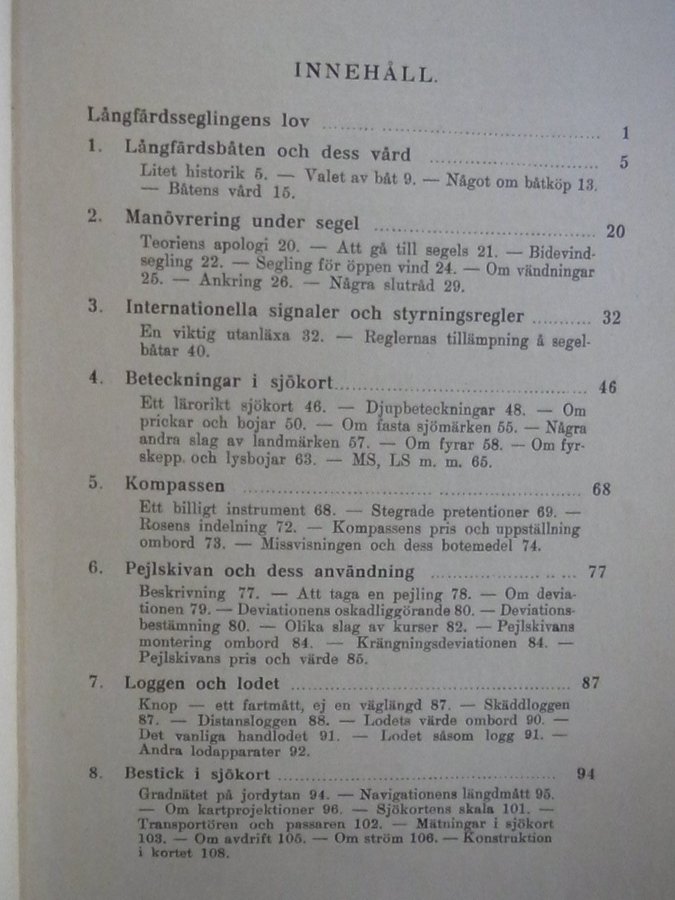 INNEHÅLL.
Långfärdsseglingens lov ........................................ 1
1. Långfärdsbåten och dess vård ........................ 5
Litet historik 5. — Valet av båt 9. — Något om båtköp 13.
— Båtens vård 15.
2. Manövrering under segel ................................ 20
Teoriens apologi 20. — Att gå till segels 21. — Bidevind-
segling 22. — Segling för öppen vind 24. — Om vändningar
25. — Ankring 26. — Några slutråd 29.
3. Internationella signaler och styrningsregler .......... 32
En viktig utanläxa 32. — Reglernas tillämpning å segel-
båtar 40.
4. Beteckningar i sjökort.................................... 46
Ett lärorikt sjökort 46. — Djupbeteckningar 48. — Om
prickar och bojar 50. — Om fasta sjömärken 55. — Några
andra slag av landmärken 57. — Om fyrar 58. — Om fyr-
skepp. och lysbojar 63. — MS, LS m. m. 65.
5. Kompassen ................................................ 68
Ett billigt instrument 68. — Stegrade pretentioner 69. —
Rosens indelning 72. — Kompassens pris och uppställning
ombord 73. — Missvisningen och dess botemedel 74.
6. Pejlskivan och dess användning ...................... 77
Beskrivning 77. — Att taga en pejling 78. — Om devia-
tionen 79. — Deviationens oskadliggörande 80. — Deviations-
bestämning 80. — Olika slag av kurser 82. — Pejlskivans
montering ombord 84. — Krängningsdeviationen 84. —
Pejlskivans pris och värde 85.
7. Loggen och lodet ........................................ 87
Knop — ett fartmått, ej en väglängd 87. — Skäddloggen
87. — Distansloggen 88. — Lodets värde ombord 90. —
Det vanliga handlodet 91. — Lodet såsom logg 91. —
Andra lodapparater 92.
8. Bestick i sjökort .......................................... 94
Gradnätet på jordytan 94. — Navigationens längdmått 95.
— Om kartprojektioner 96. — Sjökortens skala 101. —
Transportören och passaren 102. — Mätningar i sjökort
103. — Om avdrift 105. — Om ström 106. — Konstruktion
i kortet 108.